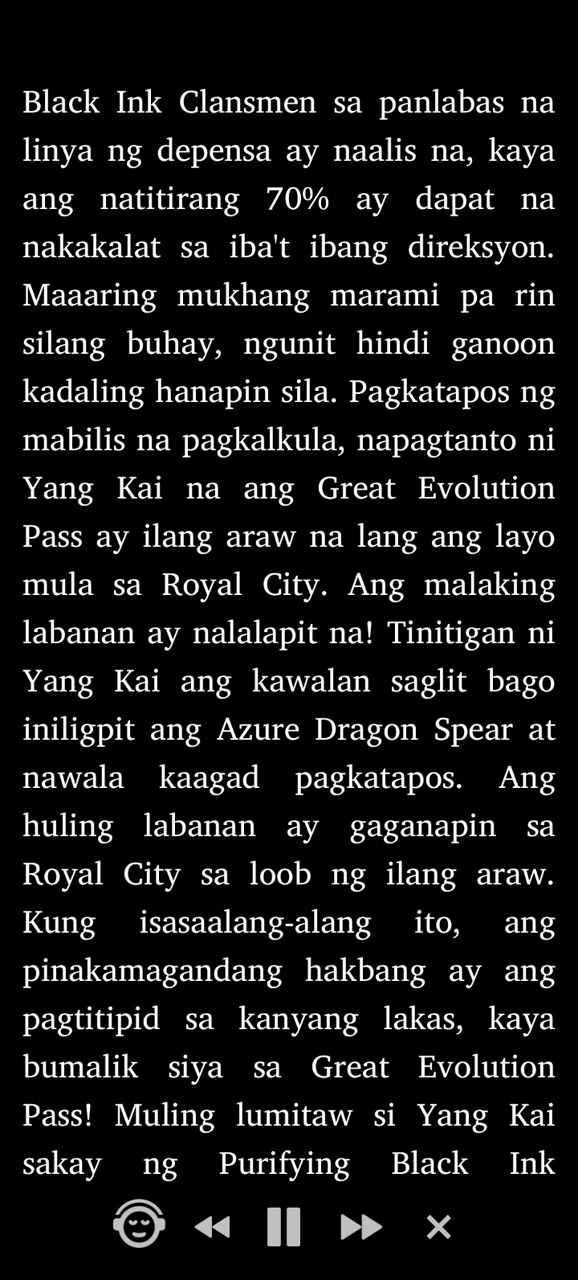 Black Ink Clansmen sa panlabas na
linya ng depensa ay naalis na, kaya
ang natitirang 70% ay dapat na
nakakalat sa iba't ibang direksyon.
Maaaring mukhang marami pa rin
silang buhay, ngunit hindi ganoon
kadaling hanapin sila. Pagkatapos ng
mabilis na pagkalkula, napagtanto ni
Yang Kai na ang Great Evolution
Pass ay ilang araw na lang ang layo
mula sa Royal City. Ang malaking
labanan ay nalalapit na! Tinitigan ni
Yang Kai ang kawalan saglit bago
iniligpit ang Azure Dragon Spear at
nawala kaagad pagkatapos. Ang
huling labanan ay gaganapin sa
Royal City sa loob ng ilang araw.
Kung isasaalang-alang ito, ang
pinakamagandang hakbang ay ang
pagtitipid sa kanyang lakas, kaya
bumalik siya sa Great Evolution
Pass! Muling lumitaw si Yang Kai
sakay ng Purifying Black Ink